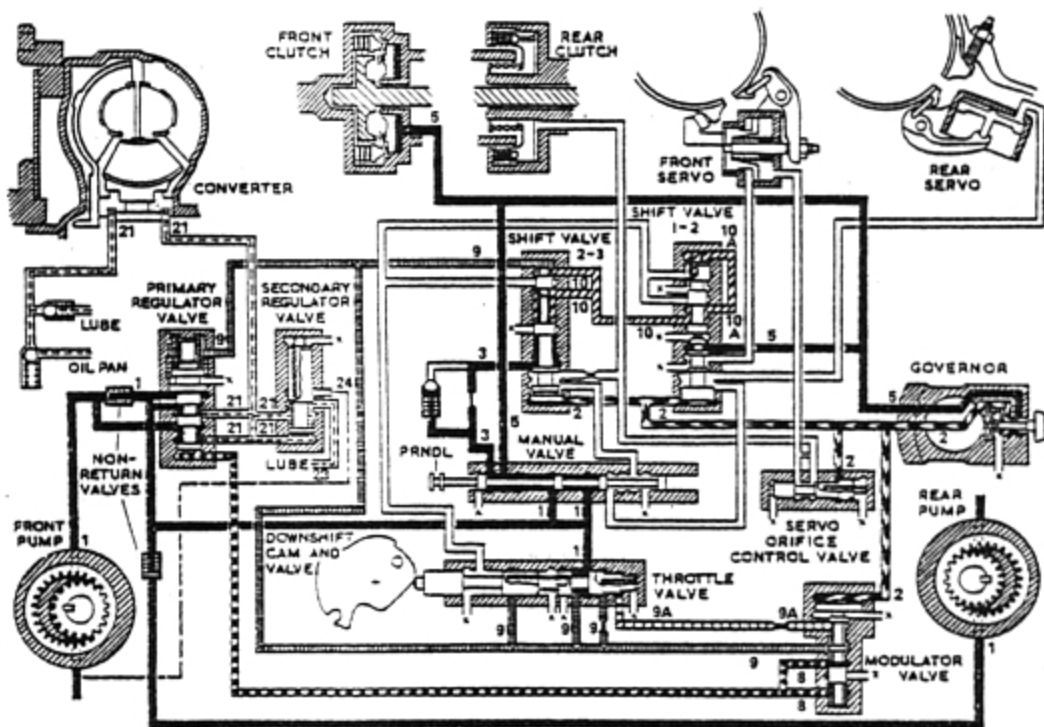 FRONT
CLUTCH
REAR
CLUTCH
5
FRONT
SERVO
REAR
SERVO
CONVERTER
21
21
SHIFT VALVE
1-2
10
A
SHIFT VALVE
2-3
9
10
10
10
10
A
PRIMARY
REGULATOR
VALVE
SECONDARY
REGULATOR
VALVE
9
LUBE
OIL PAN
1
3
5
GOVERNOR
5
2
21
21
24
21
21
2
2
5
3
MANUAL
VALVE
PRNDL
LUBE
NON-
RETURN
VALVES
2
FRONT
PUMP
1
1
1
1
SERVO
ORIFICE
CONTROL VALVE
REAR
PUMP
DOWNSHIFT
CAM AND
VALVE
THROTTLE
VALVE
9
9
9
9A
9A
2
1
9
MODULATOR
VALVE
8
8